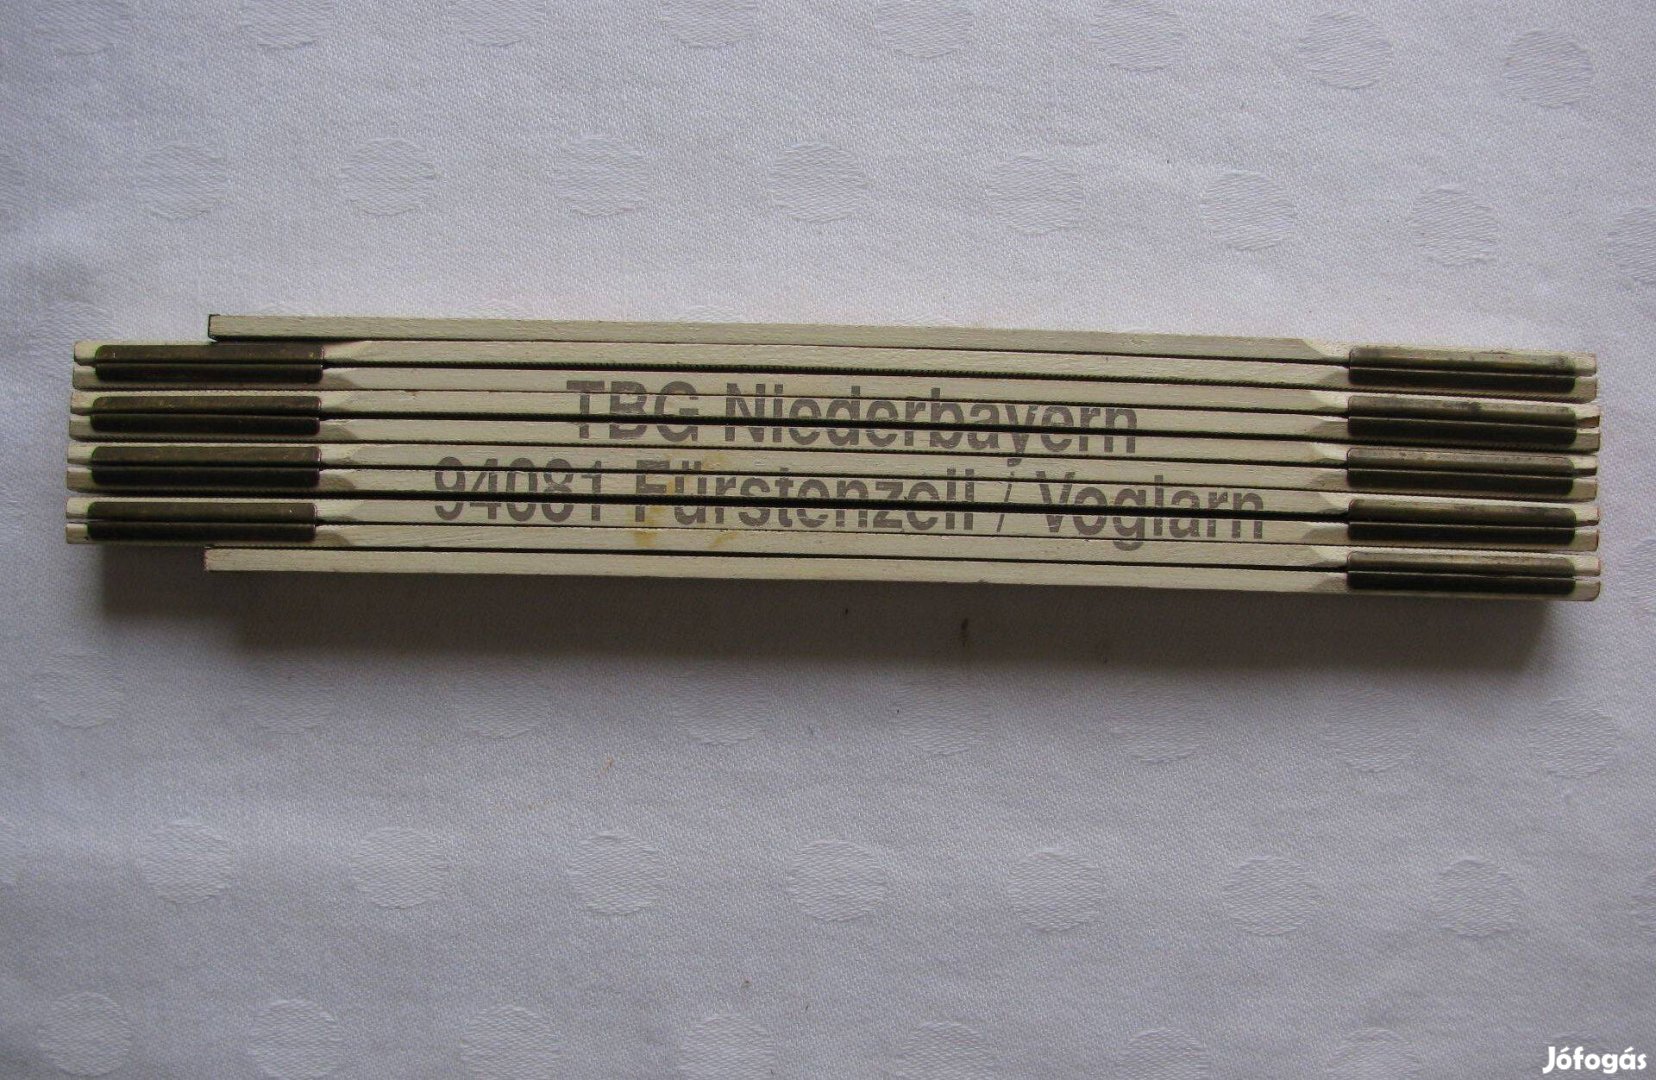 TBG Niederbayern
94081 Fürstenzell / Voglarn
Jófogás